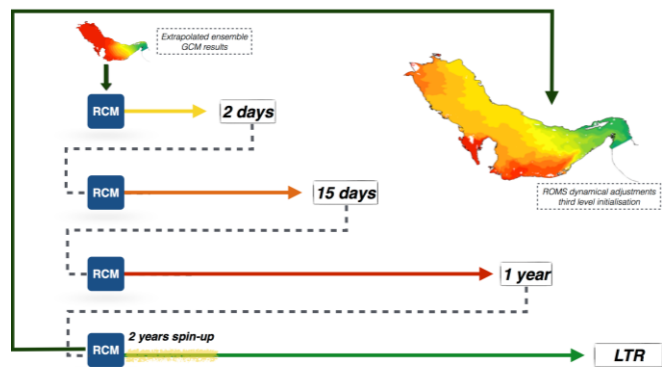 Extrapolated ensemble
GCM results
RCM
2 days
ROMS dynamical adjustments
third level initialisation
RCM
15 days
RCM
1 year
2 years spin-up
RCM
LTR